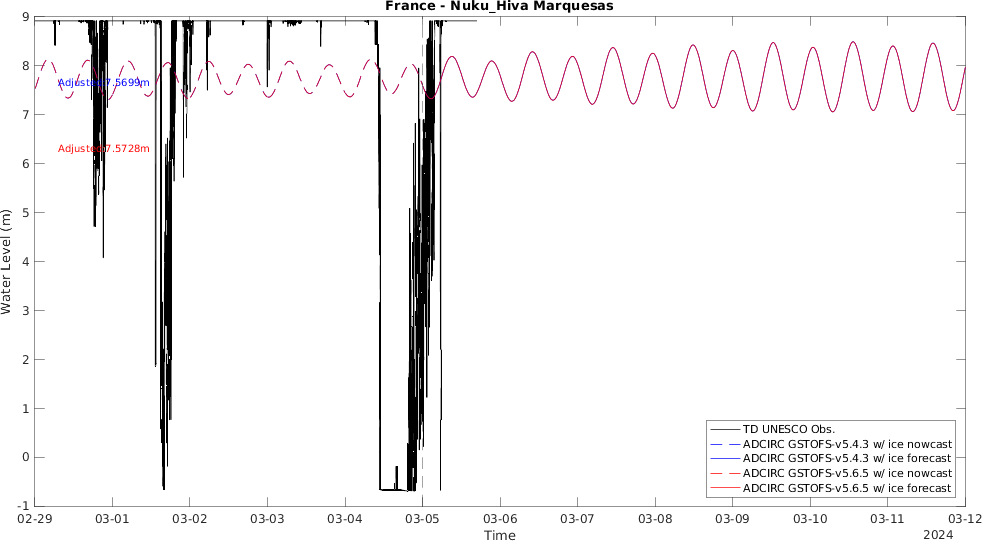 France - Nuku_Hiva Marquesas
9
8
7
6
5
4
3
2
1
0
-1
Water Level (m)
Adjusted 7.5699m
Adjusted 7.5728m
TD UNESCO Obs.
ADCIRC GSTOFS-v5.4.3 w/ ice nowcast
ADCIRC GSTOFS-v5.4.3 w/ ice forecast
ADCIRC GSTOFS-v5.6.5 w/ ice nowcast
ADCIRC GSTOFS-v5.6.5 w/ ice forecast
02-29 03-01 03-02 03-03 03-04 03-05 03-06 03-07 03-08 03-09 03-10 03-11 03-12
Time
2024